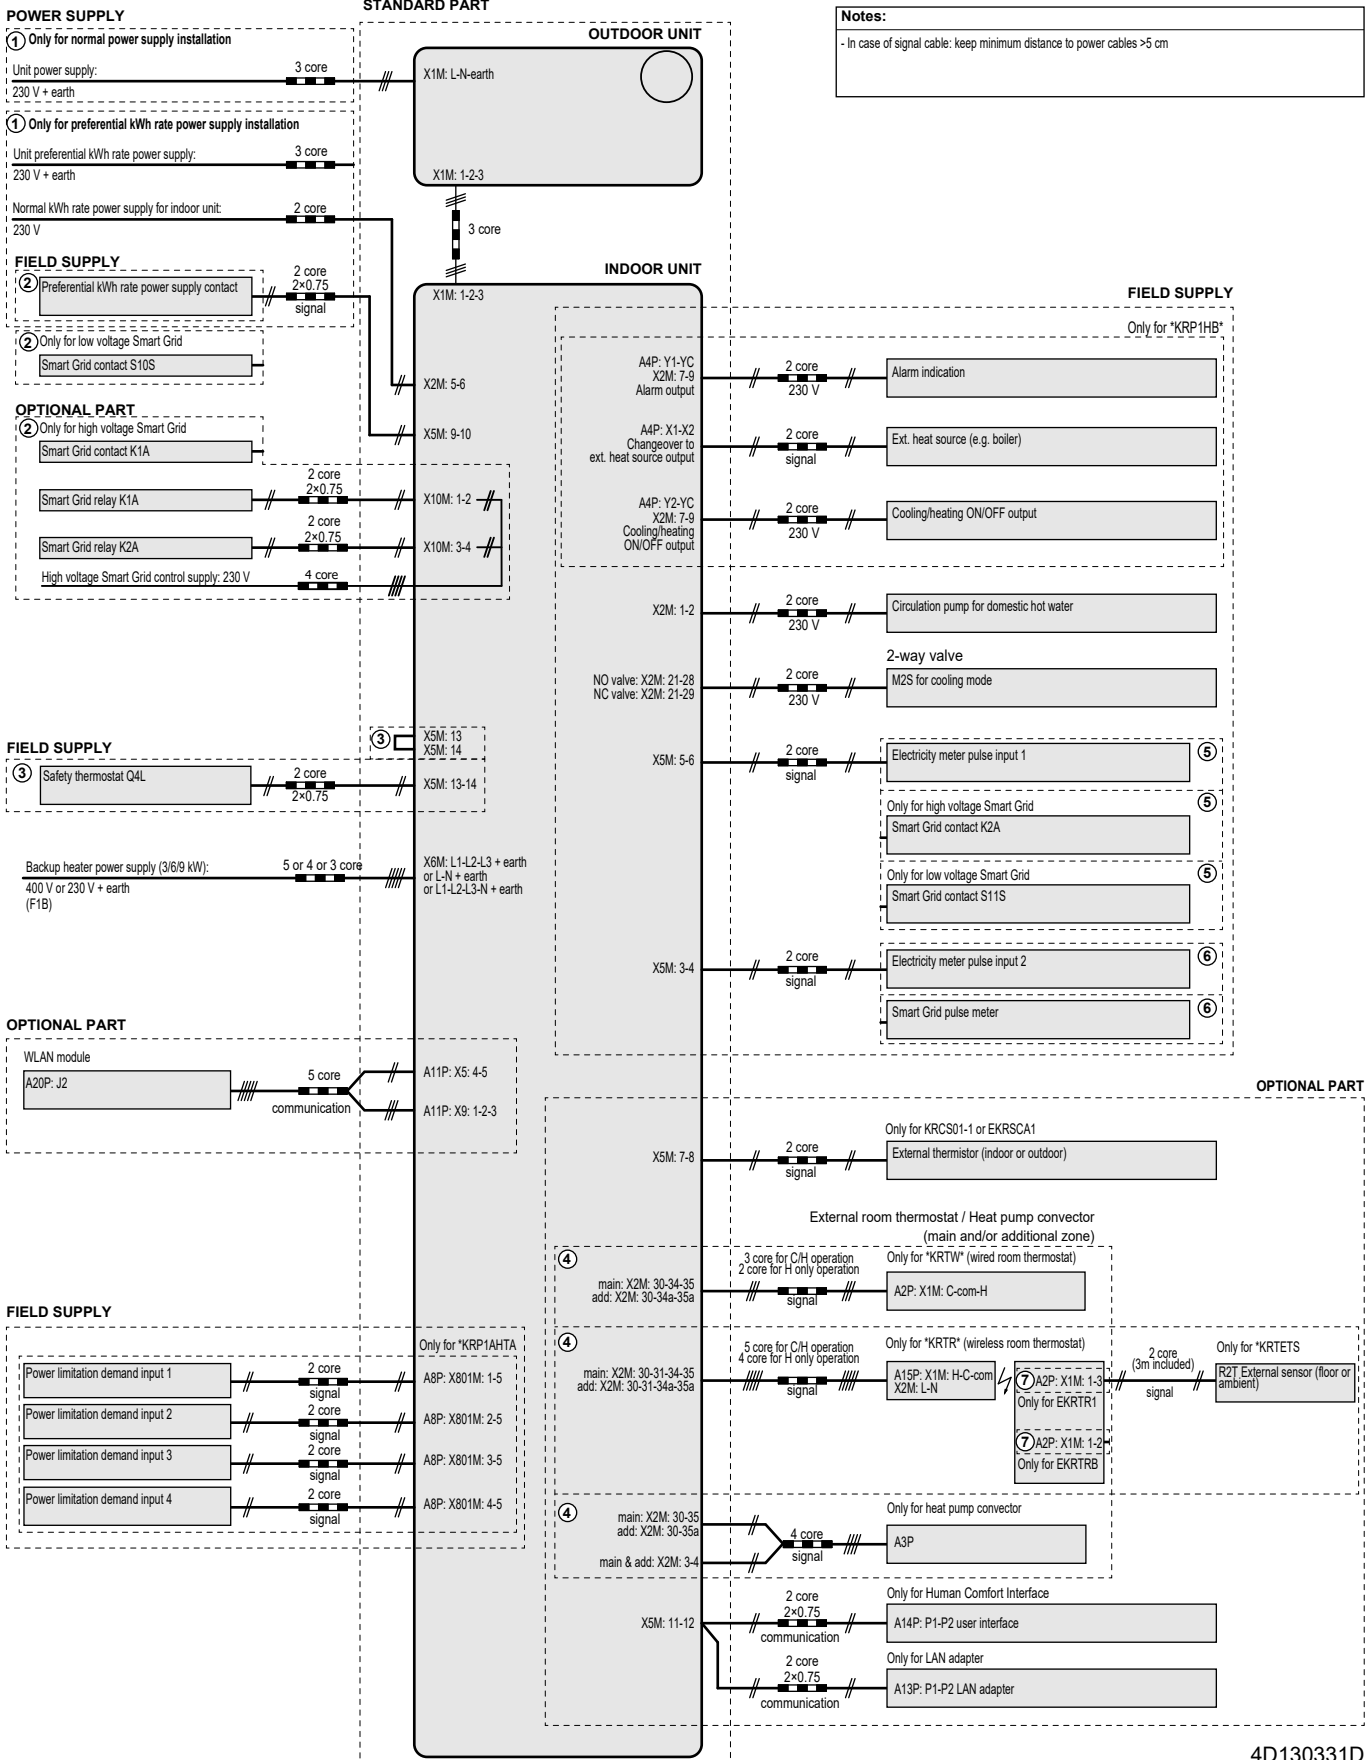 POWER SUPPLY
① Only for normal power supply installation
Unit power supply:
3 core
230 V + earth
① Only for preferential kWh rate power supply installation
Unit preferential kWh rate power supply:
3 core
230 V + earth
Normal kWh rate power supply for indoor unit:
2 core
230 V
FIELD SUPPLY
② Preferential kWh rate power supply contact
2 core
2×0.75
signal
② Only for low voltage Smart Grid
Smart Grid contact S10S
OPTIONAL PART
② Only for high voltage Smart Grid
Smart Grid contact K1A
Smart Grid relay K1A
2 core
2×0.75
Smart Grid relay K2A
2 core
2×0.75
High voltage Smart Grid control supply: 230 V
4 core
FIELD SUPPLY
③ Safety thermostat Q4L
2 core
2×0.75
Backup heater power supply (3/6/9 kW):
5 or 4 or 3 core
400 V or 230 V + earth
(F1B)
OPTIONAL PART
WLAN module
A20P: J2
5 core
communication
FIELD SUPPLY
Only for *KRP1AHTA
Power limitation demand input 1
2 core
signal
A8P: X801M: 1-5
Power limitation demand input 2
2 core
signal
A8P: X801M: 2-5
Power limitation demand input 3
2 core
signal
A8P: X801M: 3-5
Power limitation demand input 4
2 core
signal
A8P: X801M: 4-5
STANDARD PART
OUTDOOR UNIT
X1M: L-N-earth
X1M: 1-2-3
3 core
INDOOR UNIT
X1M: 1-2-3
X2M: 5-6
X5M: 9-10
X10M: 1-2
X10M: 3-4
③
X5M: 13
X5M: 14
X5M: 13-14
X6M: L1-L2-L3 + earth
or L-N + earth
or L1-L2-L3-N + earth
A11P: X5: 4-5
A11P: X9: 1-2-3
Notes:
- In case of signal cable: keep minimum distance to power cables >5 cm
FIELD SUPPLY
Only for *KRP1HB*
A4P: Y1-YC
X2M: 7-9
Alarm output
2 core
230 V
Alarm indication
A4P: X1-X2
Changeover to
ext. heat source output
2 core
signal
Ext. heat source (e.g. boiler)
A4P: Y2-YC
X2M: 7-9
Cooling/heating
ON/OFF output
2 core
230 V
Cooling/heating ON/OFF output
X2M: 1-2
2 core
230 V
Circulation pump for domestic hot water
2-way valve
NO valve: X2M: 21-28
NC valve: X2M: 21-29
2 core
230 V
M2S for cooling mode
X5M: 5-6
2 core
signal
Electricity meter pulse input 1 ⑤
Only for high voltage Smart Grid ⑤
Smart Grid contact K2A
Only for low voltage Smart Grid ⑤
Smart Grid contact S11S
X5M: 3-4
2 core
signal
Electricity meter pulse input 2 ⑥
Smart Grid pulse meter ⑥
OPTIONAL PART
Only for KRCS01-1 or EKRSCA1
X5M: 7-8
2 core
signal
External thermistor (indoor or outdoor)
External room thermostat / Heat pump convector
(main and/or additional zone)
④
main: X2M: 30-34-35
add: X2M: 30-34a-35a
3 core for C/H operation
2 core for H only operation
signal
Only for *KRTW* (wired room thermostat)
A2P: X1M: C-com-H
④
main: X2M: 30-31-34-35
add: X2M: 30-31-34a-35a
5 core for C/H operation
4 core for H only operation
signal
Only for *KRTR* (wireless room thermostat)
A15P: X1M: H-C-com
X2M: L-N
⑦ A2P: X1M: 1-3
Only for EKRTR1
⑦ A2P: X1M: 1-2
Only for EKRTRB
2 core
(3m included)
signal
Only for *KRTETS
R2T External sensor (floor or
ambient)
④
main: X2M: 30-35
add: X2M: 30-35a
main & add: X2M: 3-4
4 core
signal
Only for heat pump convector
A3P
X5M: 11-12
2 core
2×0.75
communication
Only for Human Comfort Interface
A14P: P1-P2 user interface
2 core
2×0.75
communication
Only for LAN adapter
A13P: P1-P2 LAN adapter
4D130331D